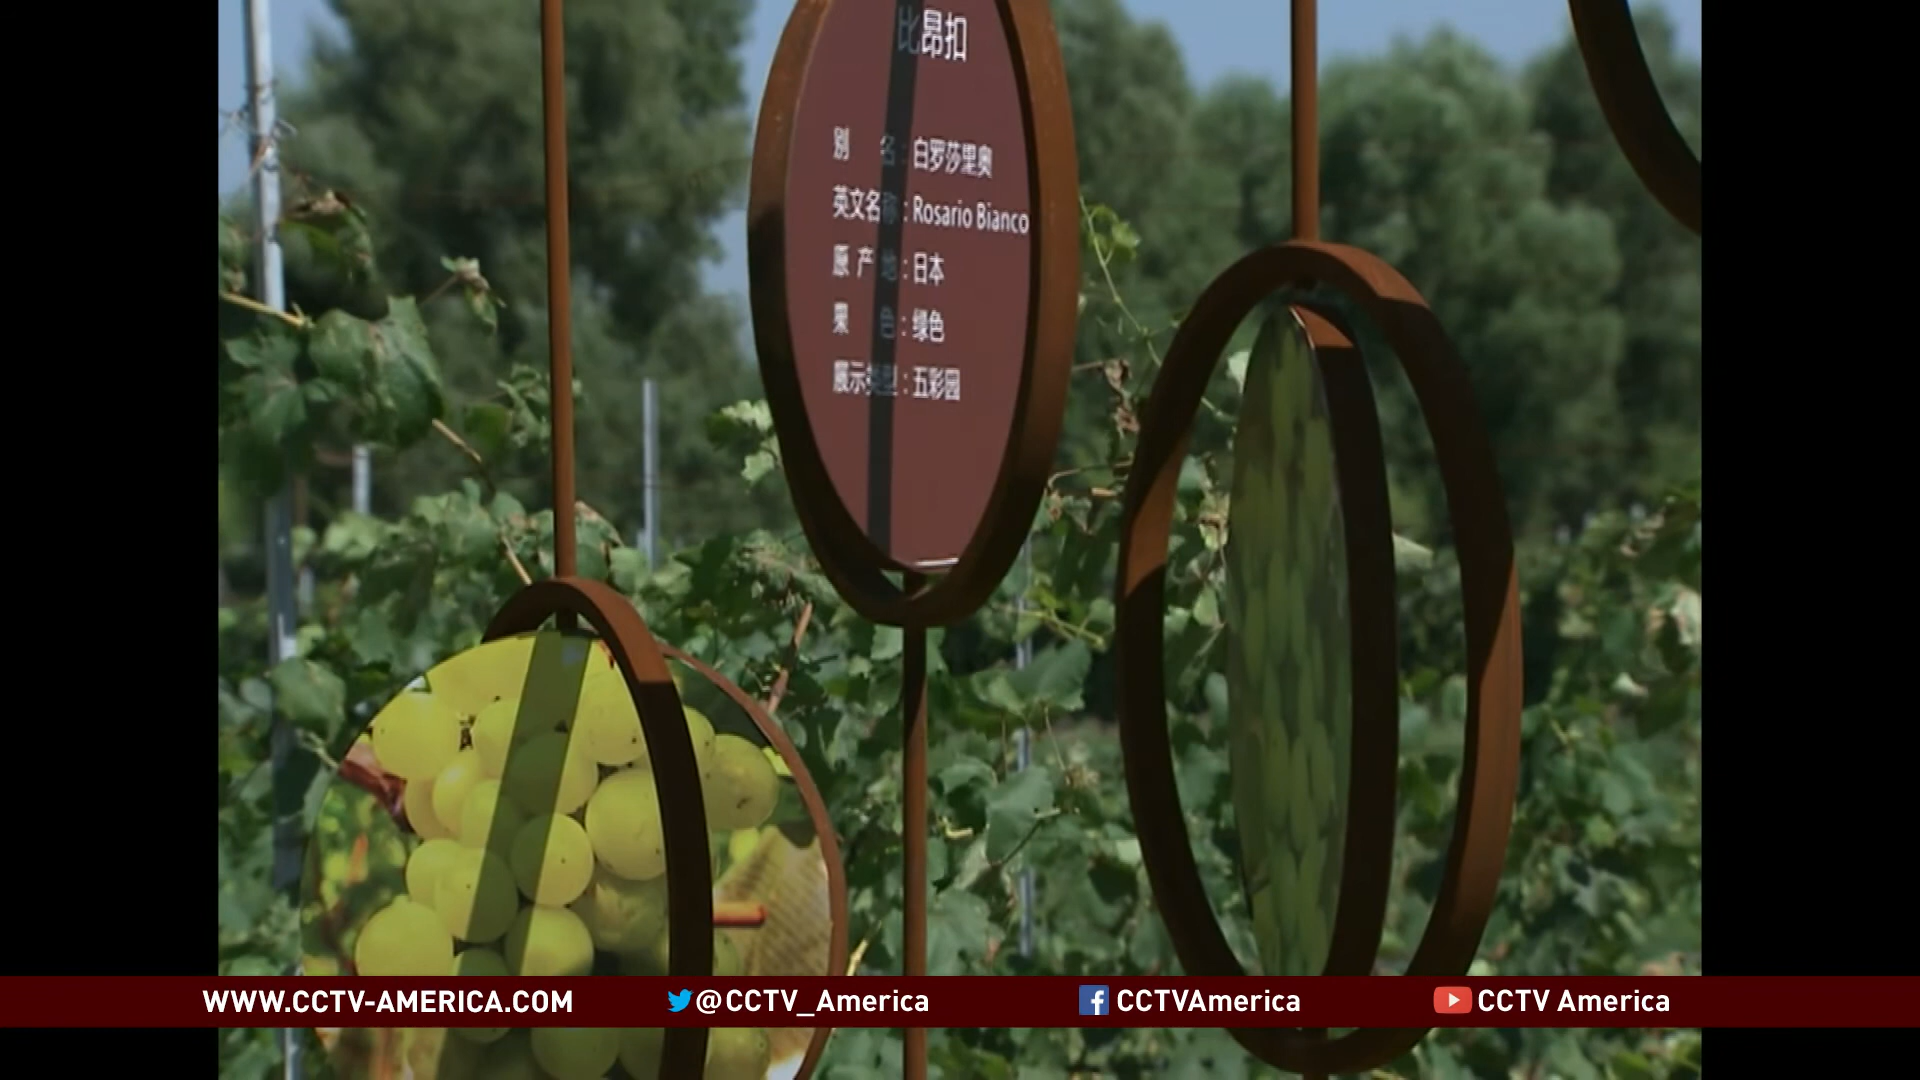 比昂扣
别 名：白罗莎里奥
英文名称：Rosario Bianco
原产地：日本
果 色：绿色
展示类型：五彩园
WWW.CCTV-AMERICA.COM
@CCTV_America
CCTVAmerica
CCTV America